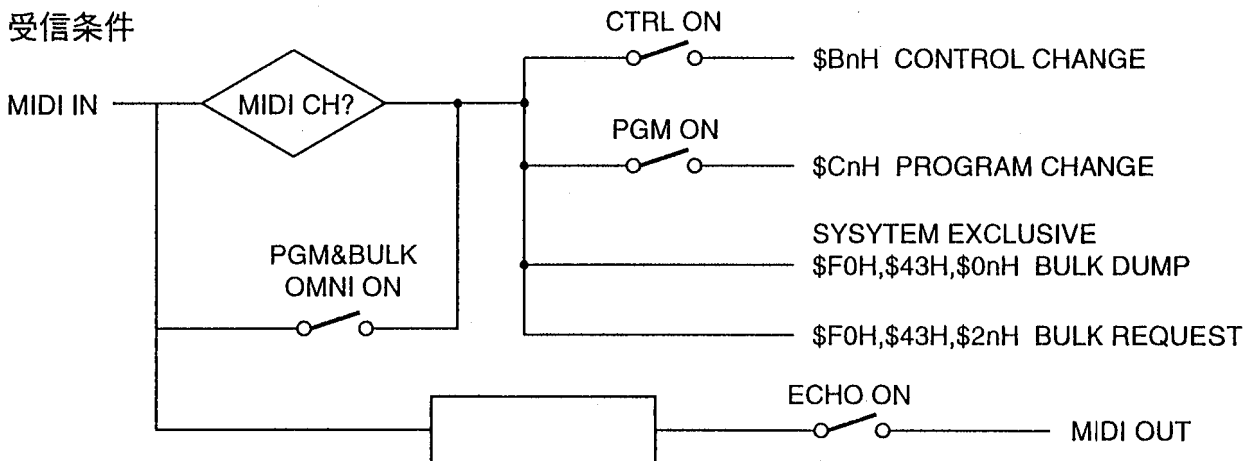 受信条件
CTRL ON
$BnH CONTROL CHANGE
MIDI IN
MIDI CH?
PGM ON
$CnH PROGRAM CHANGE
PGM&BULK
OMNI ON
SYSYTEM EXCLUSIVE
$F0H,$43H,$0nH BULK DUMP
$F0H,$43H,$2nH BULK REQUEST
ECHO ON
MIDI OUT